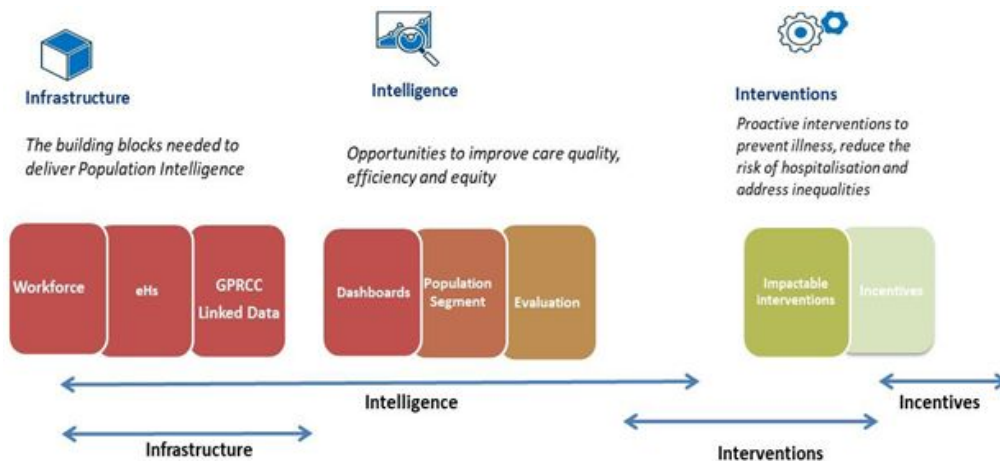 Infrastructure
The building blocks needed to
deliver Population Intelligence
Intelligence
Opportunities to improve care quality,
efficiency and equity
Interventions
Proactive interventions to
prevent illness, reduce the
risk of hospitalisation and
address inequalities
Workforce
eHs
GPRCC
Linked Data
Dashboards
Population
Segment
Evaluation
Impactable
interventions
Incentives
Intelligence
Incentives
Infrastructure
Interventions